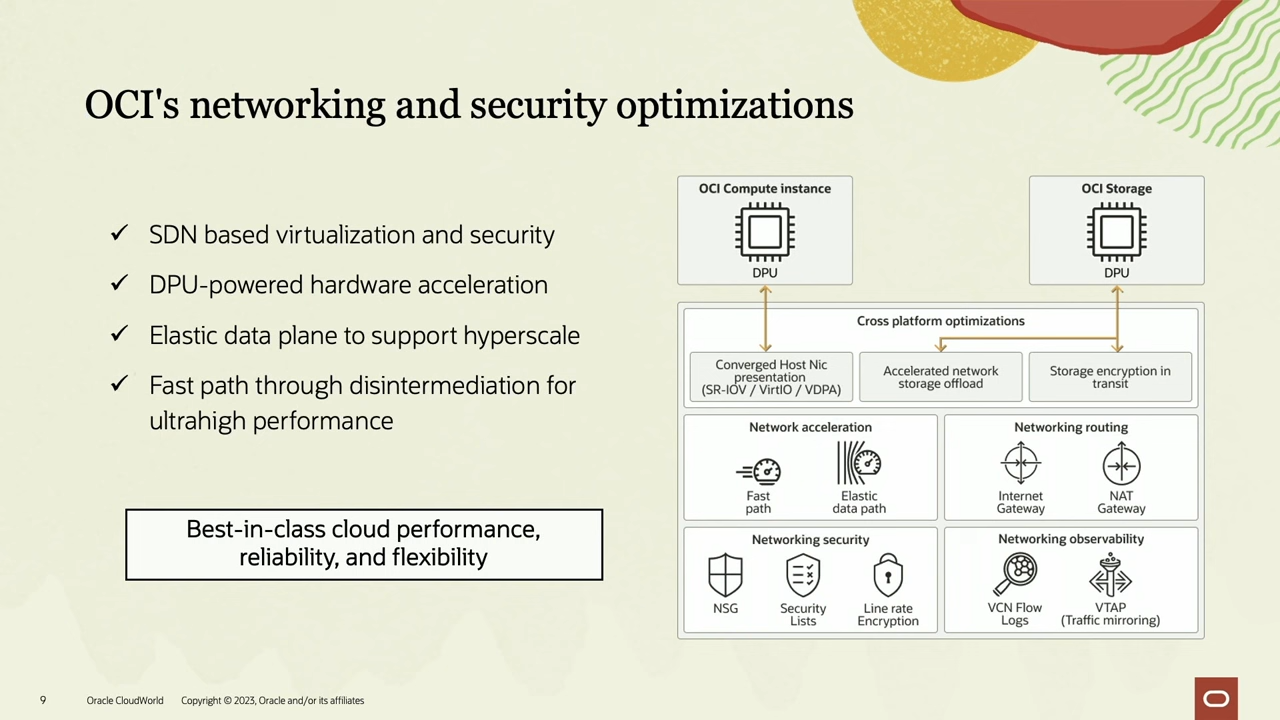 OCI's networking and security optimizations
✓ SDN based virtualization and security
✓ DPU-powered hardware acceleration
✓ Elastic data plane to support hyperscale
✓ Fast path through disintermediation for
ultrahigh performance
Best-in-class cloud performance,
reliability, and flexibility
OCI Compute instance
DPU
OCI Storage
DPU
Cross platform optimizations
Converged Host Nic
presentation
(SR-IOV / VirtIO / VDPA)
Accelerated network
storage offload
Storage encryption in
transit
Network acceleration
Fast
path
Elastic
data path
Networking routing
Internet
Gateway
NAT
Gateway
Networking security
NSG
Security
Lists
Line rate
Encryption
Networking observability
VCN Flow
Logs
VTAP
(Traffic mirroring)
9
Oracle CloudWorld
Copyright © 2023, Oracle and/or its affiliates